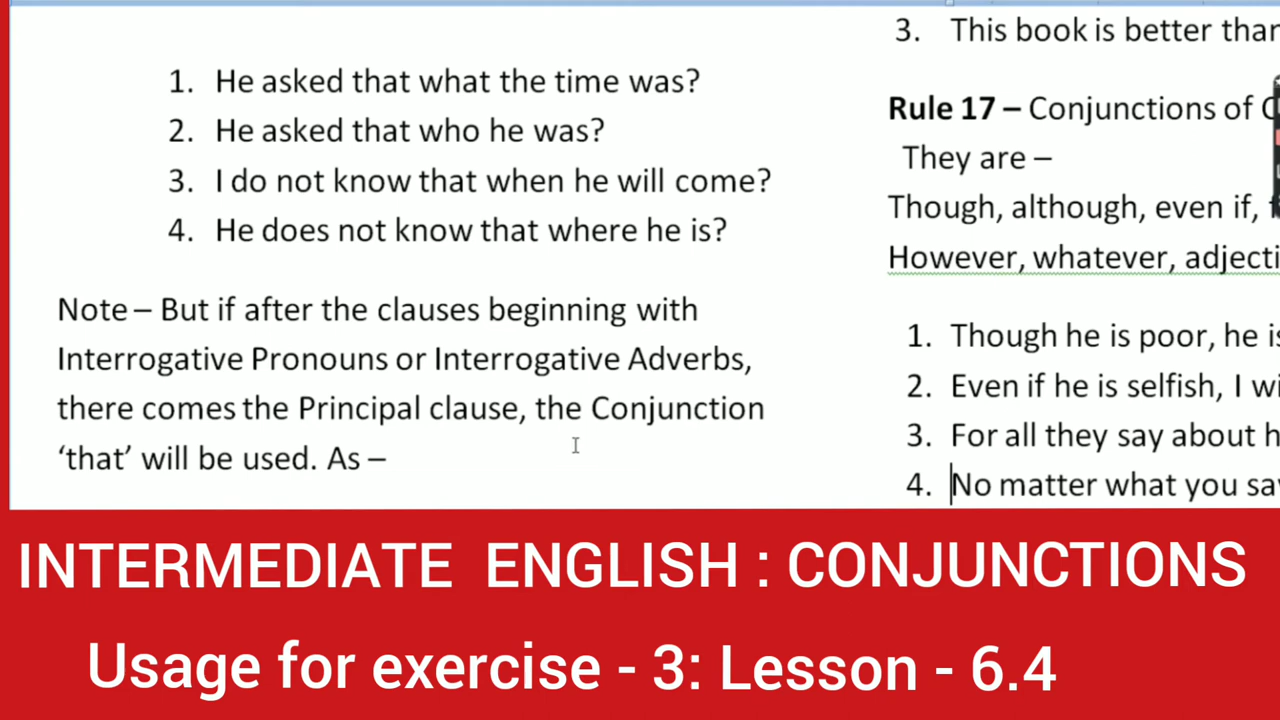 1. He asked that what the time was?
2. He asked that who he was?
3. I do not know that when he will come?
4. He does not know that where he is?
Note – But if after the clauses beginning with
Interrogative Pronouns or Interrogative Adverbs,
there comes the Principal clause, the Conjunction
‘that’ will be used. As –
3. This book is better than
Rule 17 – Conjunctions of
They are –
Though, although, even if,
However, whatever,
1. Though he is poor, he
2. Even if he is selfish, I
3. For all they say about
4. No matter what you
INTERMEDIATE ENGLISH : CONJUNCTIONS
Usage for exercise - 3: Lesson - 6.4